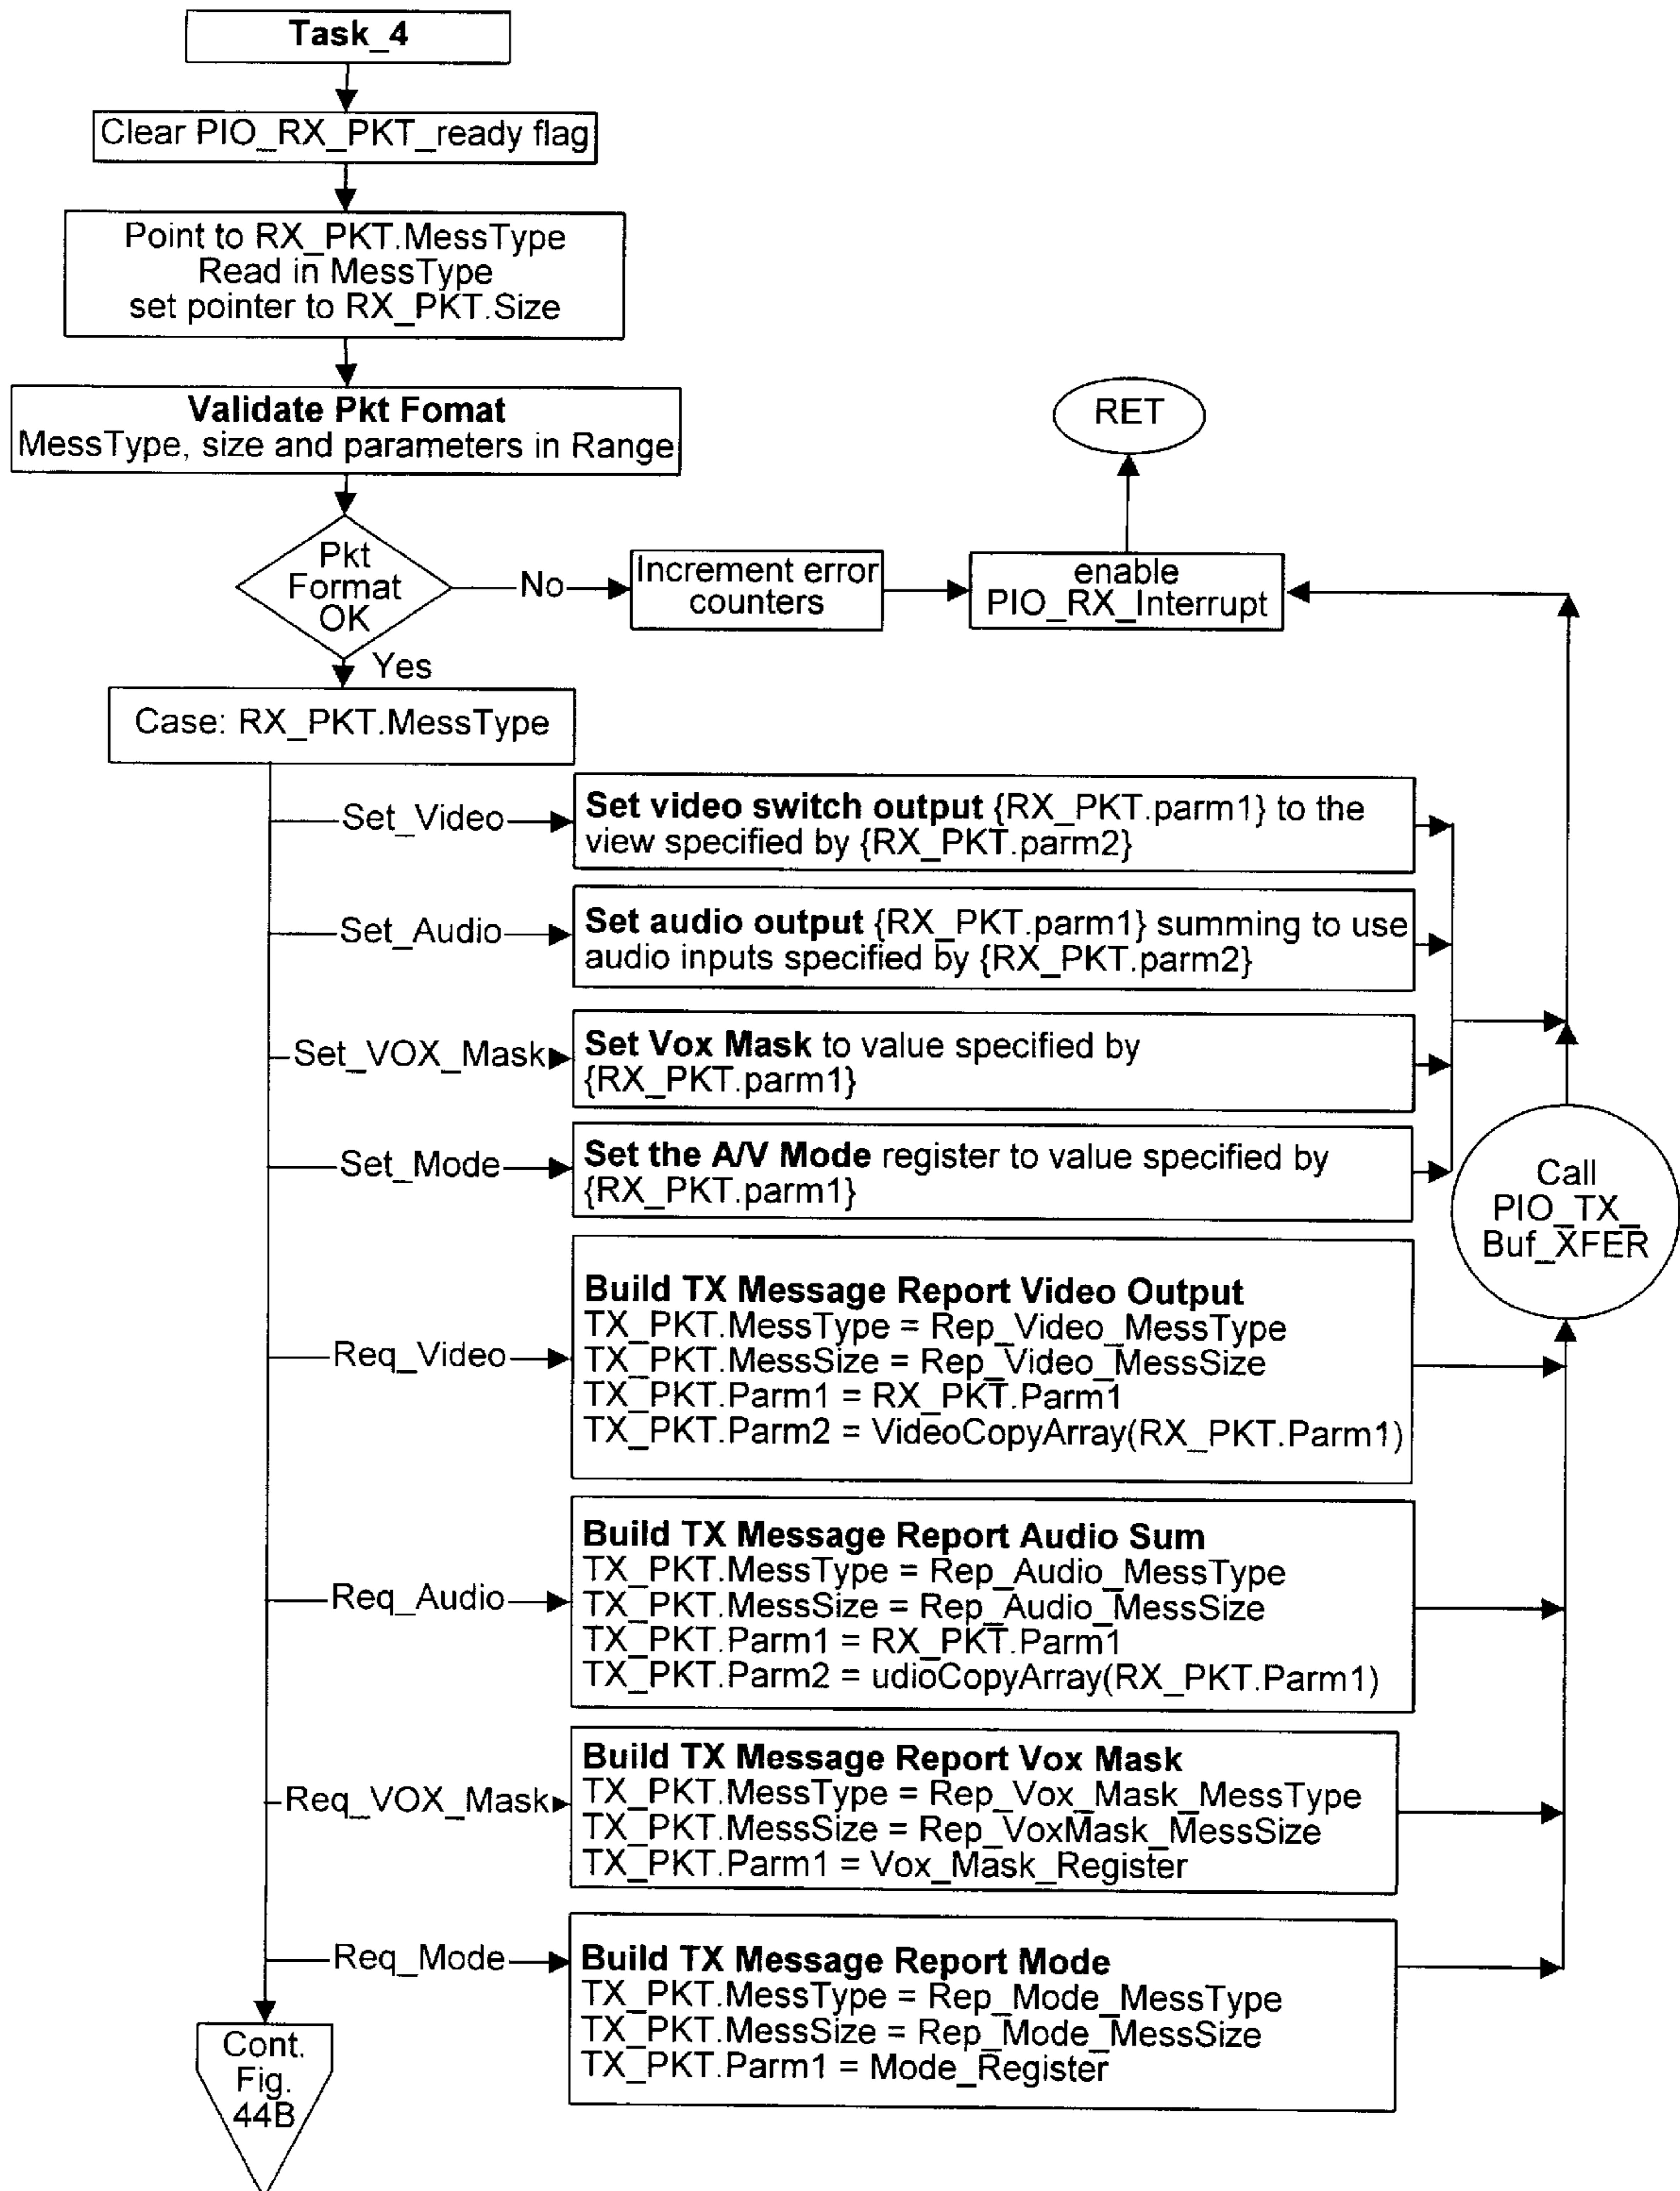 Task_4
Clear PIO_RX_PKT_ready flag
Point to RX_PKT.MessType
Read in MessType
set pointer to RX_PKT.Size
Validate Pkt Fomat
MessType, size and parameters in Range
RET
Pkt
Format
OK
No
Increment error
counters
enable
PIO_RX_Interrupt
Yes
Case: RX_PKT.MessType
Set_Video
Set video switch output {RX_PKT.parm1} to the
view specified by {RX_PKT.parm2}
Set_Audio
Set audio output {RX_PKT.parm1} summing to use
audio inputs specified by {RX_PKT.parm2}
Set_VOX_Mask
Set Vox Mask to value specified by
{RX_PKT.parm1}
Set_Mode
Set the A/V Mode register to value specified by
{RX_PKT.parm1}
Call
PIO_TX_
Buf_XFER
Req_Video
Build TX Message Report Video Output
TX_PKT.MessType = Rep_Video_MessType
TX_PKT.MessSize = Rep_Video_MessSize
TX_PKT.Parm1 = RX_PKT.Parm1
TX_PKT.Parm2 = VideoCopyArray(RX_PKT.Parm1)
Req_Audio
Build TX Message Report Audio Sum
TX_PKT.MessType = Rep_Audio_MessType
TX_PKT.MessSize = Rep_Audio_MessSize
TX_PKT.Parm1 = RX_PKT.Parm1
TX_PKT.Parm2 = udioCopyArray(RX_PKT.Parm1)
Req_VOX_Mask
Build TX Message Report Vox Mask
TX_PKT.MessType = Rep_Vox_Mask_MessType
TX_PKT.MessSize = Rep_VoxMask_MessSize
TX_PKT.Parm1 = Vox_Mask_Register
Req_Mode
Build TX Message Report Mode
TX_PKT.MessType = Rep_Mode_MessType
TX_PKT.MessSize = Rep_Mode_MessSize
TX_PKT.Parm1 = Mode_Register
Cont.
Fig.
44B